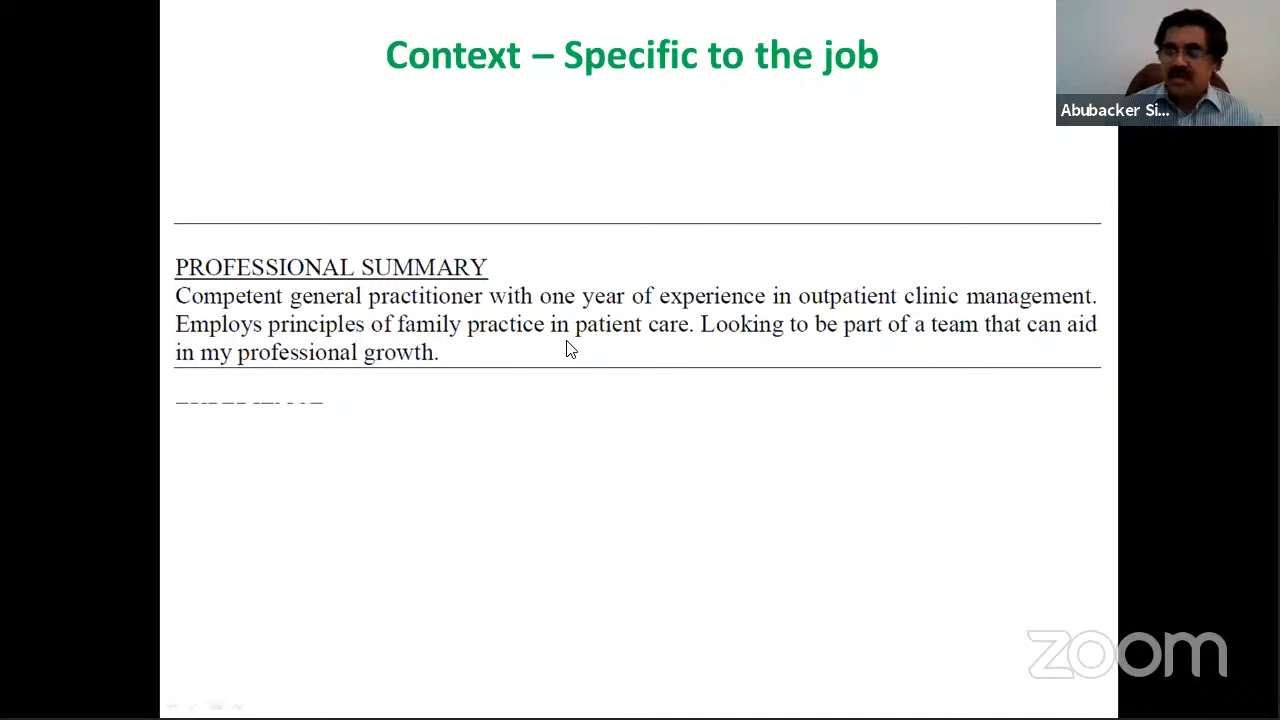 Context – Specific to the job
Abubacker Si...
PROFESSIONAL SUMMARY
Competent general practitioner with one year of experience in outpatient clinic management.
Employs principles of family practice in patient care. Looking to be part of a team that can aid
in my professional growth.
zoom